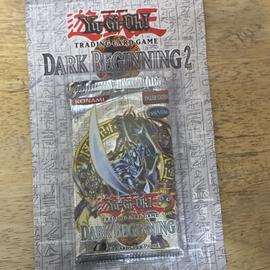 Yu-Gi-Oh!
TRADING CARD GAME
DARK BEGINNING 2
KONAMI
Yu-Gi-Oh!
TRADING CARD GAME
DARK BEGINNING